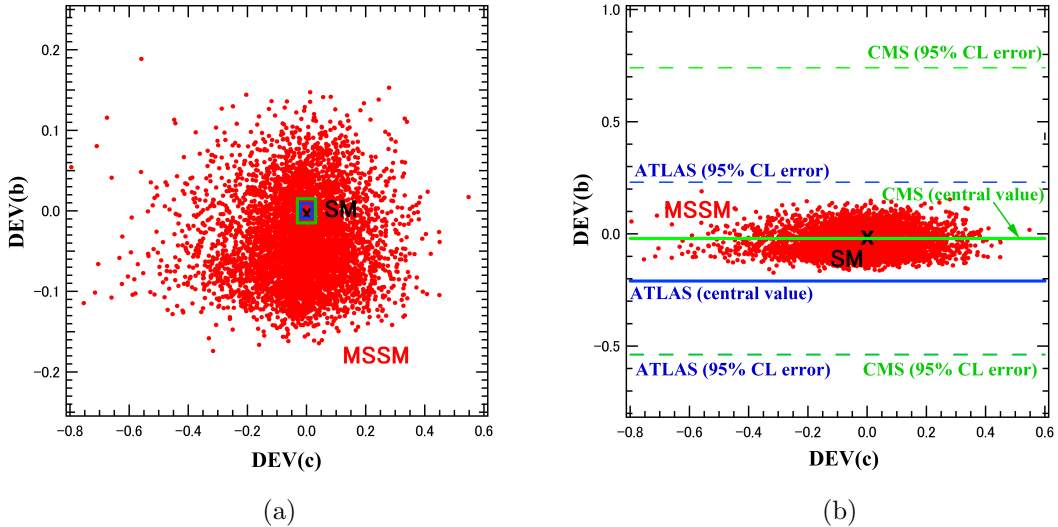 0.2
0.1
0.0
−0.1
−0.2
DEV(b)
SM
MSSM
−0.8 −0.6 −0.4 −0.2 0.0 0.2 0.4 0.6
DEV(c)
(a)
1.0
0.5
0.0
−0.5
DEV(b)
CMS (95% CL error)
ATLAS (95% CL error)
CMS (central value)
MSSM
SM
ATLAS (central value)
ATLAS (95% CL error) CMS (95% CL error)
−0.8 −0.6 −0.4 −0.2 0.0 0.2 0.4 0.6
DEV(c)
(b)